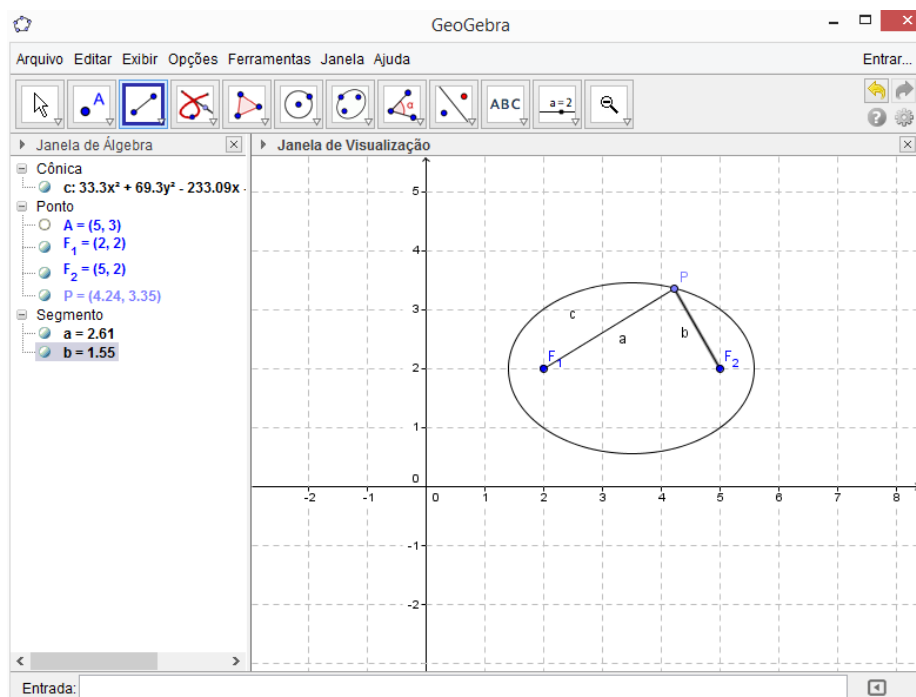 GeoGebra
Arquivo Editar Exibir Opções Ferramentas Janela Ajuda
Entrar...
A
α
ABC
a=2
Janela de Álgebra
Janela de Visualização
Cônica
c: 33.3x² + 69.3y² - 233.09x -
Ponto
A = (5, 3)
F₁ = (2, 2)
F₂ = (5, 2)
P = (4.24, 3.35)
Segmento
a = 2.61
b = 1.55
5
4
3
2
1
0
-1
-2
-2 -1 0 1 2 3 4 5 6 7 8
P
c
a
b
F₁
F₂
Entrada: